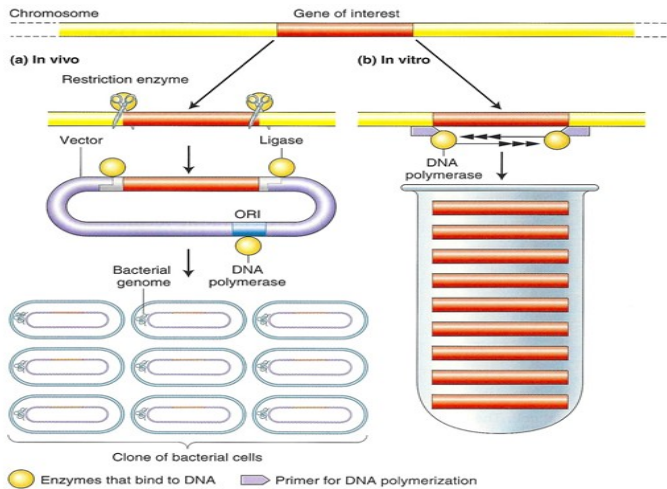 Chromosome
Gene of interest
(a) In vivo
(b) In vitro
Restriction enzyme
Vector
Ligase
DNA
polymerase
ORI
Bacterial
genome
DNA
polymerase
Clone of bacterial cells
Enzymes that bind to DNA
Primer for DNA polymerization